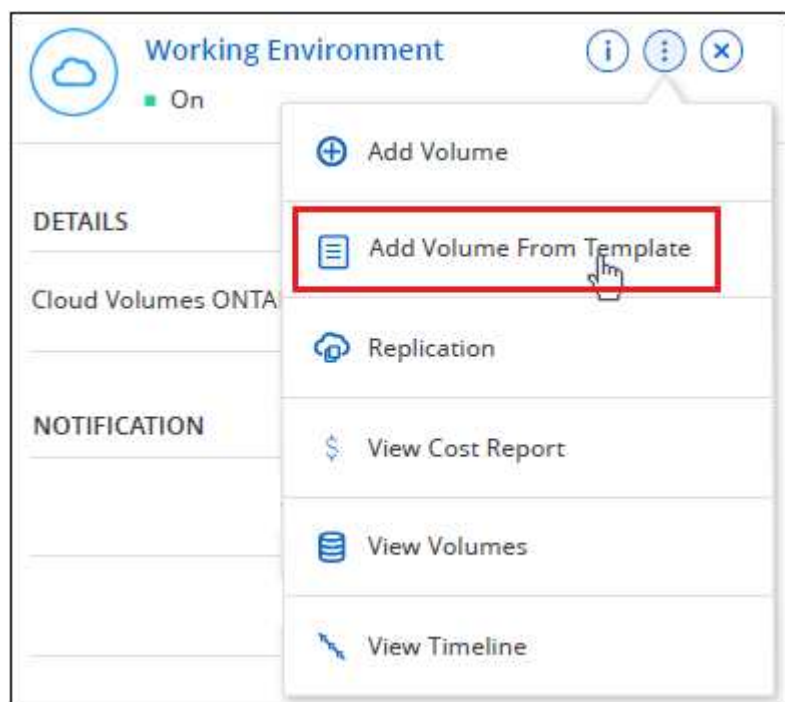 Working Environment
On
Add Volume
DETAILS
Add Volume From Template
Cloud Volumes ONTA
Replication
NOTIFICATION
$ View Cost Report
View Volumes
View Timeline